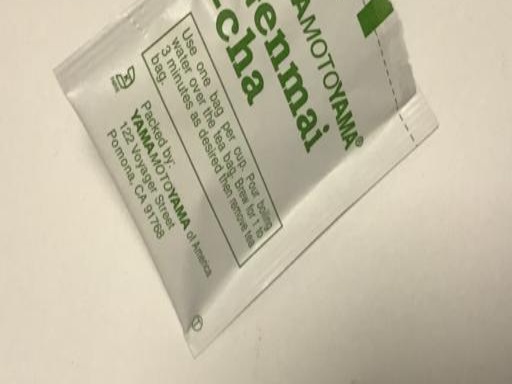 YAMAMOTOYAMA®
Genmai
-cha
Use one bag per cup. Pour boiling
water over the tea bag. Brew for 1 to
3 minutes as desired then remove tea
bag.
Packed by:
YAMAMOTOYAMA of America
122 Voyager Street
Pomona, CA 91768